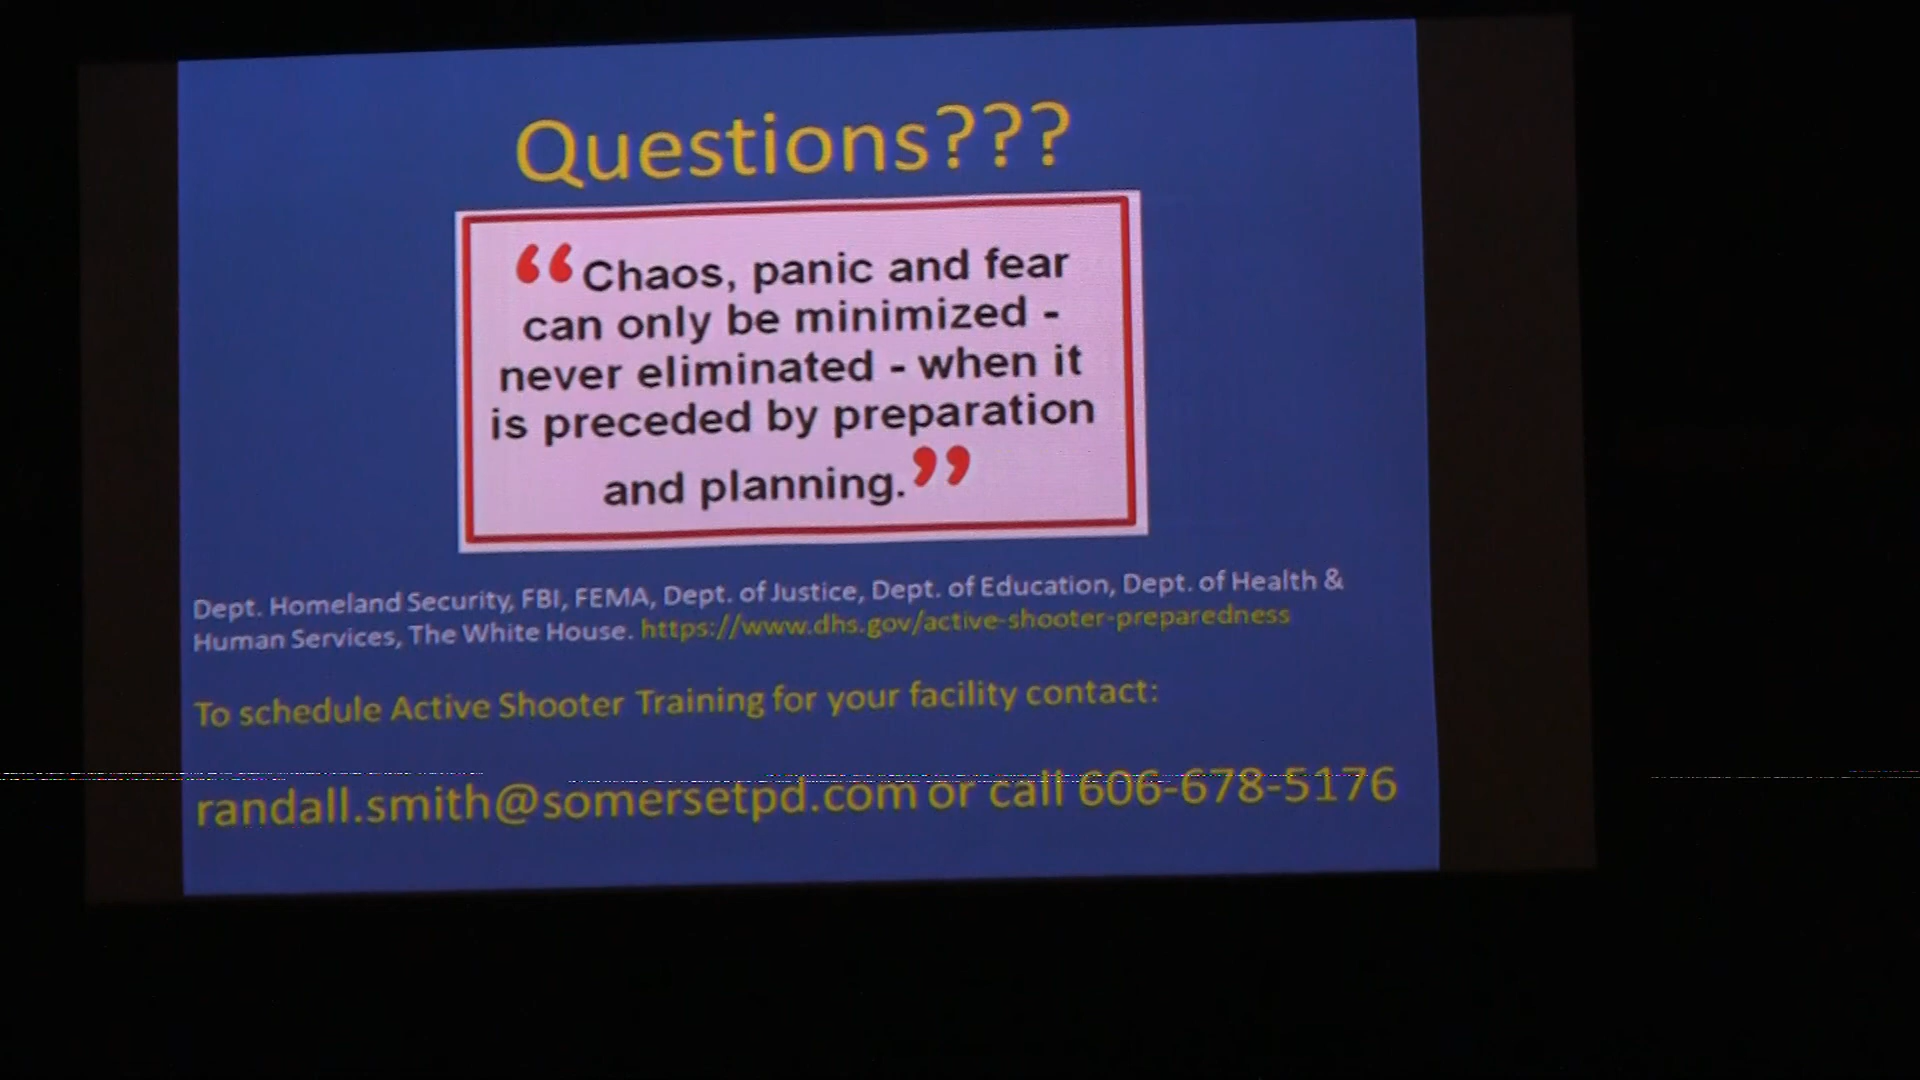 Questions???
“Chaos, panic and fear
can only be minimized -
never eliminated - when it
is preceded by preparation
and planning.”
Dept. Homeland Security, FBI, FEMA, Dept. of Justice, Dept. of Education, Dept. of Health &
Human Services, The White House. https://www.dhs.gov/active-shooter-preparedness
To schedule Active Shooter Training for your facility contact:
randall.smith@somersetpd.com or call 606-678-5176